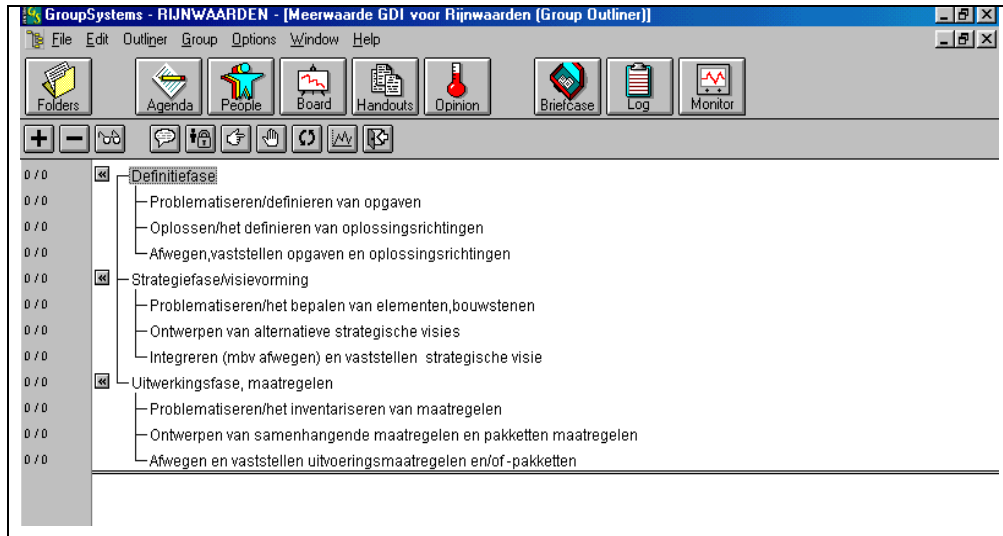 GroupSystems - RIJNWAARDEN - [Meerwaarde GDI voor Rijnwaarden (Group Outliner)]
File Edit Outliner Group Options Window Help
Folders Agenda People Board Handouts Opinion Briefcase Log Monitor
0 / 0 Definitiefase
0 / 0 Problematiseren/definieren van opgaven
0 / 0 Oplossen/het definieren van oplossingsrichtingen
0 / 0 Afwegen,vaststellen opgaven en oplossingsrichtingen
0 / 0 Strategiefase/visievorming
0 / 0 Problematiseren/het bepalen van elementen,bouwstenen
0 / 0 Ontwerpen van alternatieve strategische visies
0 / 0 Integreren (mbv afwegen) en vaststellen strategische visie
0 / 0 Uitwerkingsfase, maatregelen
0 / 0 Problematiseren/het inventariseren van maatregelen
0 / 0 Ontwerpen van samenhangende maatregelen en pakketten maatregelen
0 / 0 Afwegen en vaststellen uitvoeringsmaatregelen en/of-pakketten